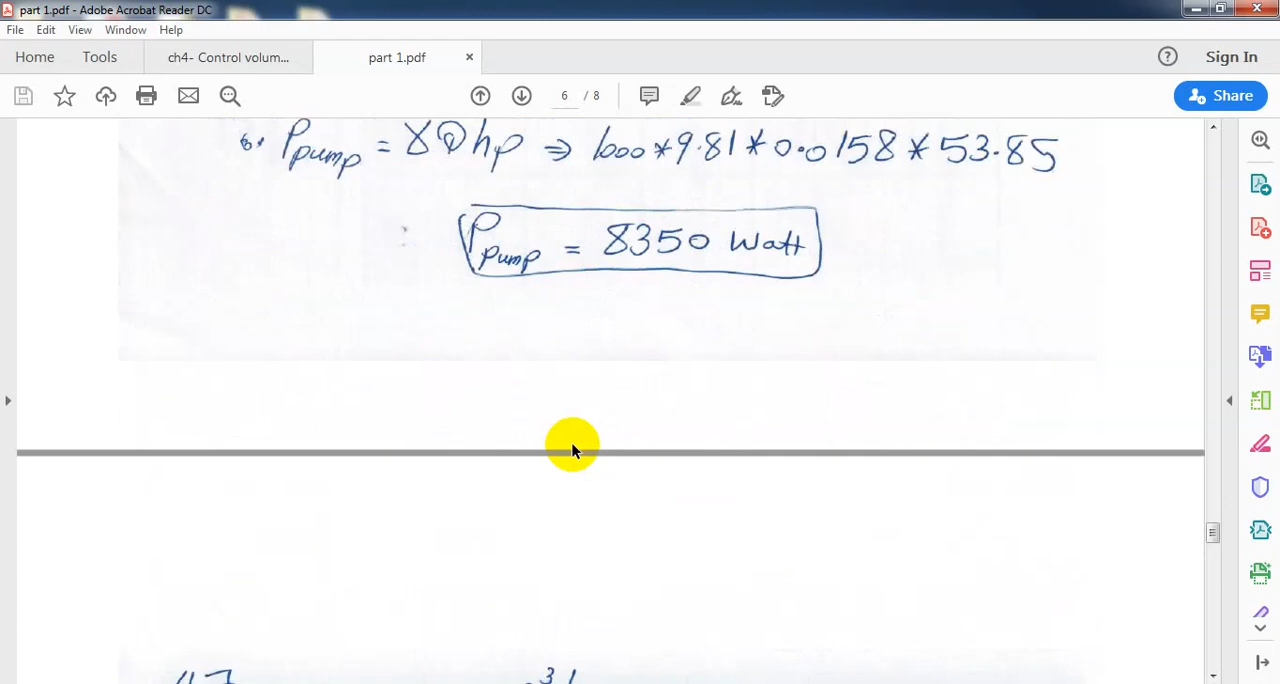 part 1.pdf - Adobe Acrobat Reader DC
File Edit View Window Help
Home Tools ch4- Control volum... part 1.pdf × ? Sign In
6 / 8 Share
∴ Ppump = γQhp ⇒ 1000*9.81*0.0158*53.85
Ppump = 8350 Watt